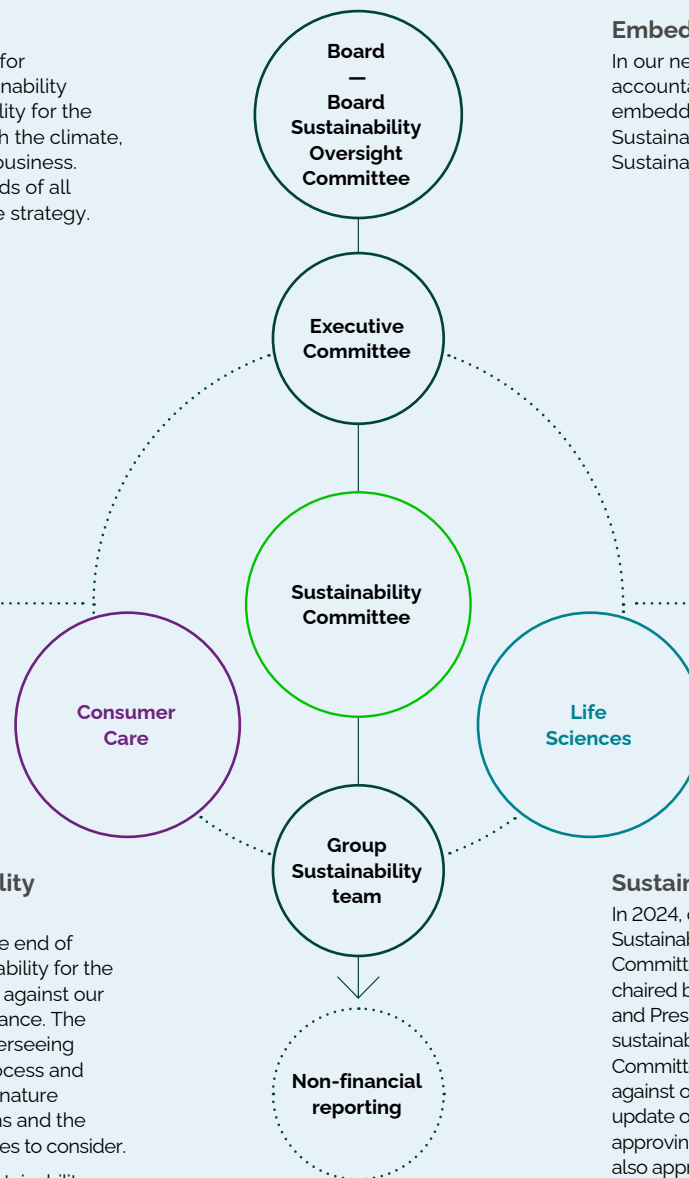 for
nability
lity for the
h the climate,
business.
ds of all
e strategy.
Board
—
Board
Sustainability
Oversight
Committee
In our ne
accounta
embedd
Sustaina
Sustaina
Embed
Executive
Committee
Sustainability
Committee
Consumer
Care
Life
Sciences
Group
Sustainability
team
Non-financial
reporting
lity
e end of
ability for the
against our
ance. The
erseeing
ocess and
nature
ns and the
es to consider.
Sustain
In 2024,
Sustainab
Committe
chaired b
and Pres
sustainab
Committ
against o
update o
approvin
also appr